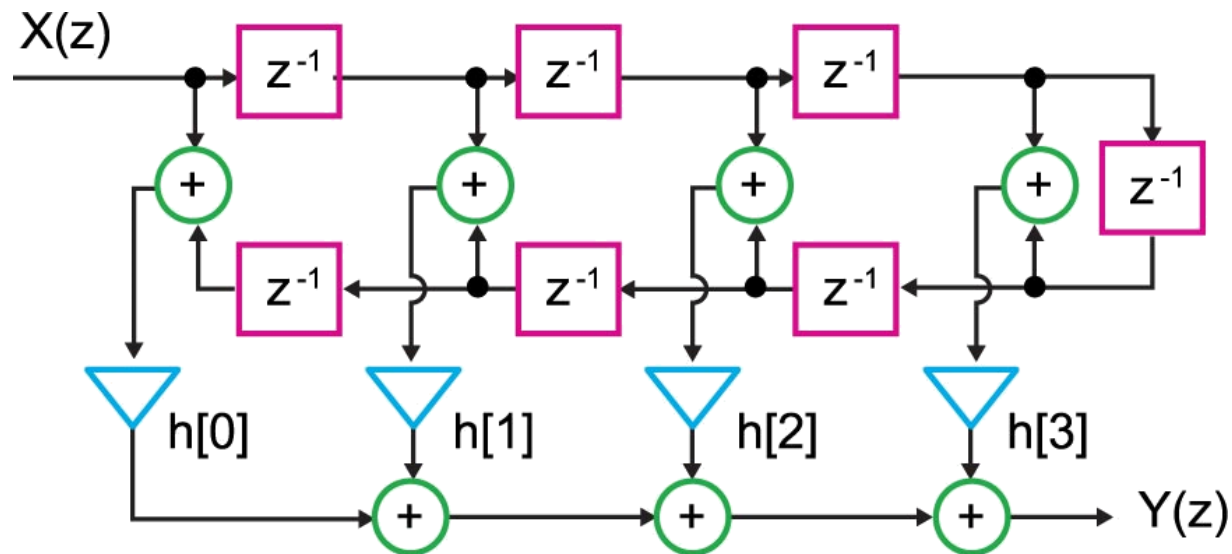 X(z)
z⁻¹ z⁻¹ z⁻¹
+ + + + z⁻¹
z⁻¹ z⁻¹ z⁻¹
h[0] h[1] h[2] h[3]
+ + + Y(z)